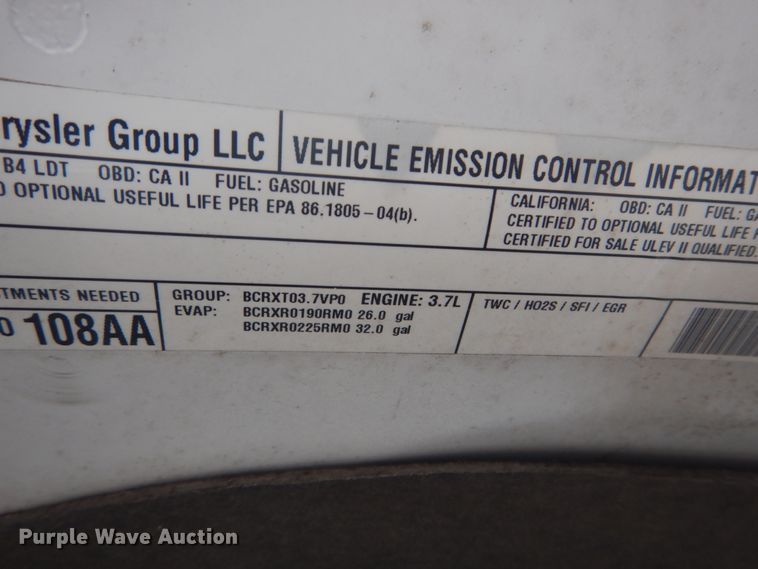 rysler Group LLC
VEHICLE EMISSION CONTROL INFORMAT
B4 LDT OBD: CA II FUEL: GASOLINE
O OPTIONAL USEFUL LIFE PER EPA 86.1805-04(b).
CALIFORNIA: OBD: CA II FUEL: GA
CERTIFIED TO OPTIONAL USEFUL LIFE P
CERTIFIED FOR SALE ULEV II QUALIFIED.
STMENTS NEEDED
O 108AA
GROUP: BCRXT03.7VP0 ENGINE: 3.7L
EVAP: BCRXR0190RM0 26.0 gal
BCRXR0225RM0 32.0 gal
TWC / HO2S / SFI / EGR
Purple Wave Auction